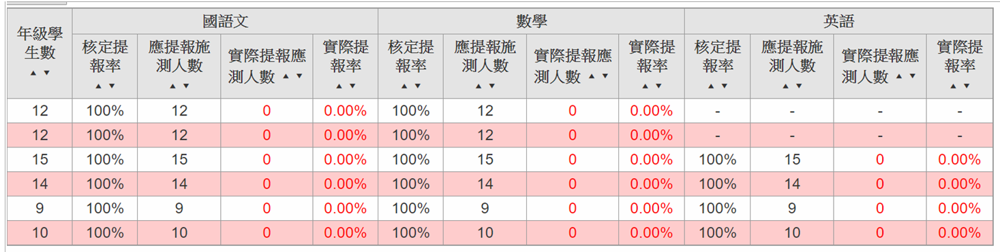 年級學生數 ▲ ▼ 國語文 數學 英語
核定提報率 ▲ ▼ 應提報施測人數 ▲ ▼ 實際提報應測人數 ▲ ▼ 實際提報率 ▲ ▼ 核定提報率 ▲ ▼ 應提報施測人數 ▲ ▼ 實際提報應測人數 ▲ ▼ 實際提報率 ▲ ▼ 核定提報率 ▲ ▼ 應提報施測人數 ▲ ▼ 實際提報應測人數 ▲ ▼ 實際提報率 ▲ ▼
12 100% 12 0 0.00% 100% 12 0 0.00% - - - -
12 100% 12 0 0.00% 100% 12 0 0.00% - - - -
15 100% 15 0 0.00% 100% 15 0 0.00% 100% 15 0 0.00%
14 100% 14 0 0.00% 100% 14 0 0.00% 100% 14 0 0.00%
9 100% 9 0 0.00% 100% 9 0 0.00% 100% 9 0 0.00%
10 100% 10 0 0.00% 100% 10 0 0.00% 100% 10 0 0.00%